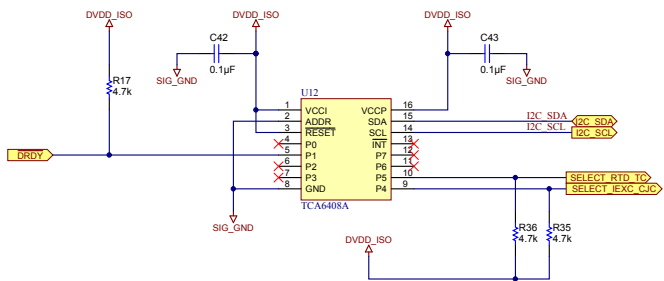 DVDD_ISO DVDD_ISO DVDD_ISO
C42 C43
0.1µF 0.1µF
SIG_GND SIG_GND
R17
4.7k
U12
1 VCCI VCCP 16
2 ADDR SDA 15 I2C_SDA I2C_SDA
3 RESET SCL 14 I2C_SCL I2C_SCL
4 P0 INT 13
DRDY 5 P1 P7 12
6 P2 P6 11
7 P3 P5 10 SELECT_RTD_TC
8 GND P4 9 SELECT_IEXC_CJC
TCA6408A
SIG_GND
R36 R35
4.7k 4.7k
DVDD_ISO